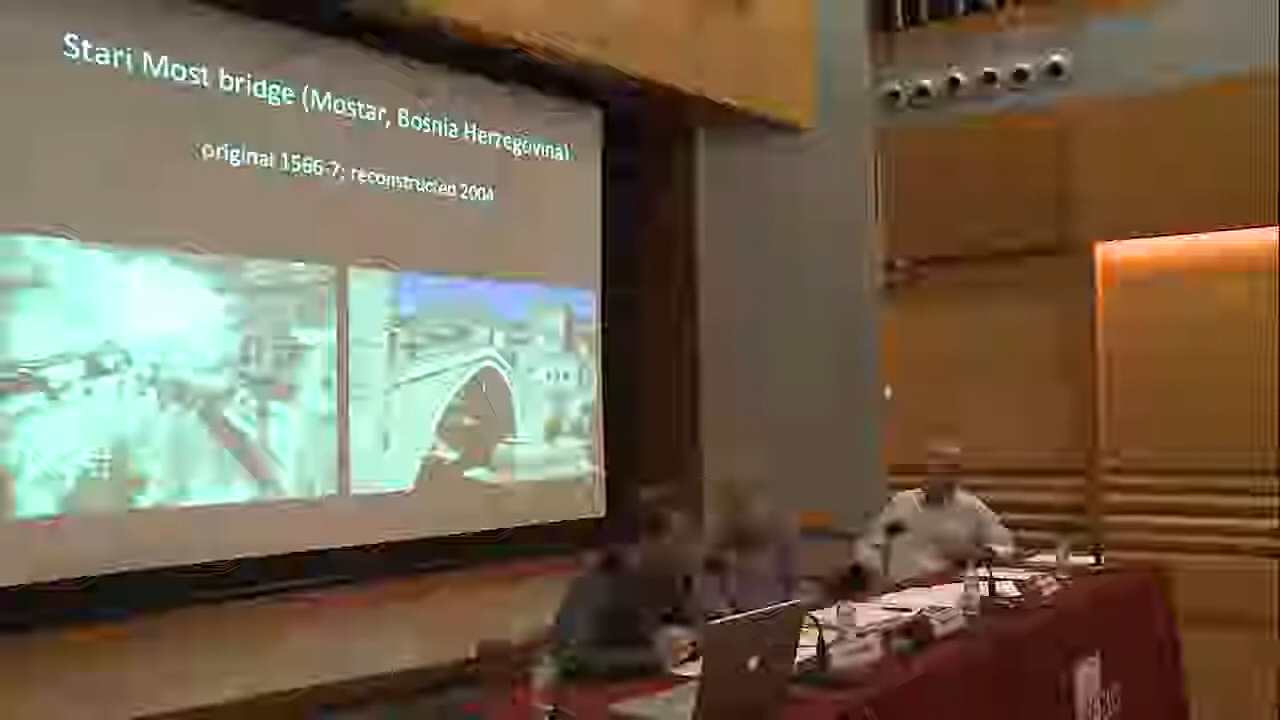 Stari Most bridge (Mostar, Bosnia Herzegovina)
original 1566-7; reconstructed 2004